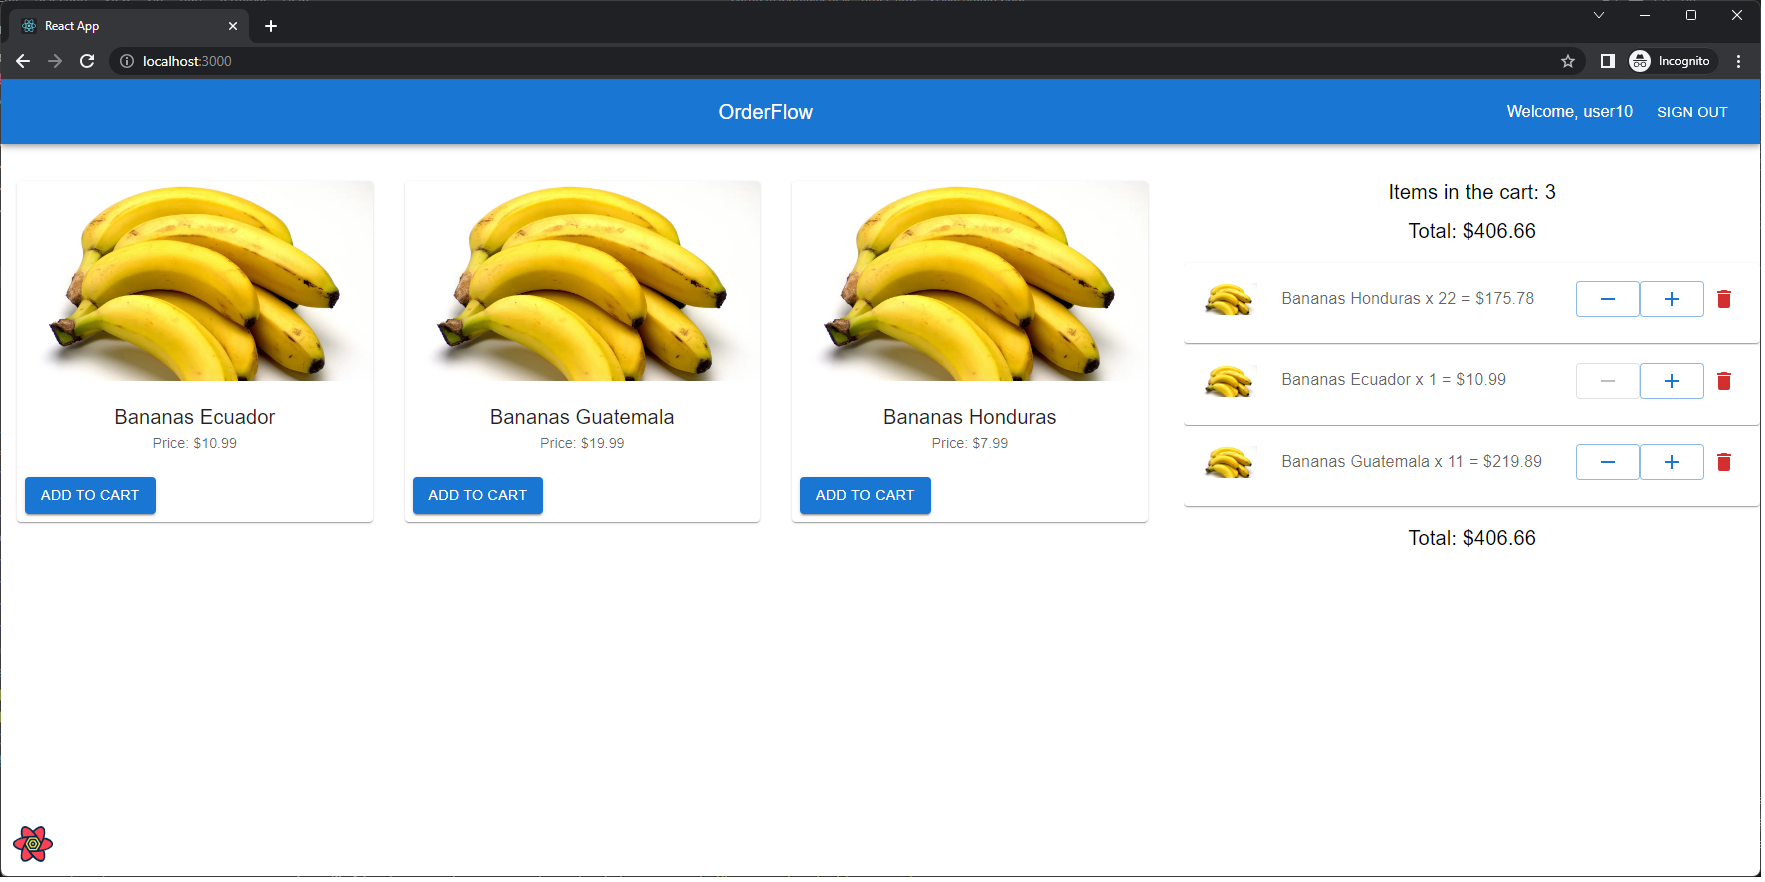 React App
localhost:3000
Incognito
OrderFlow
Welcome, user10
SIGN OUT
Bananas Ecuador
Price: $10.99
ADD TO CART
Bananas Guatemala
Price: $19.99
ADD TO CART
Bananas Honduras
Price: $7.99
ADD TO CART
Items in the cart: 3
Total: $406.66
Bananas Honduras x 22 = $175.78
Bananas Ecuador x 1 = $10.99
Bananas Guatemala x 11 = $219.89
Total: $406.66